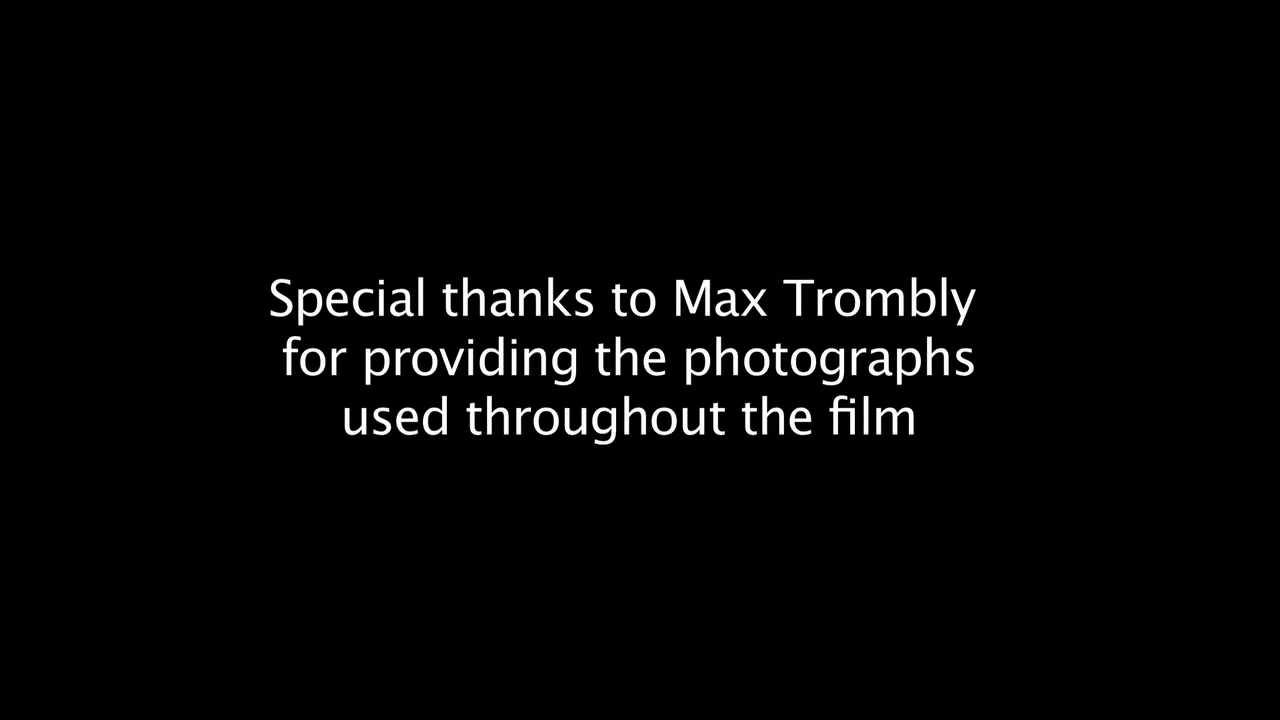 Special thanks to Max Trombly
for providing the photographs
used throughout the film